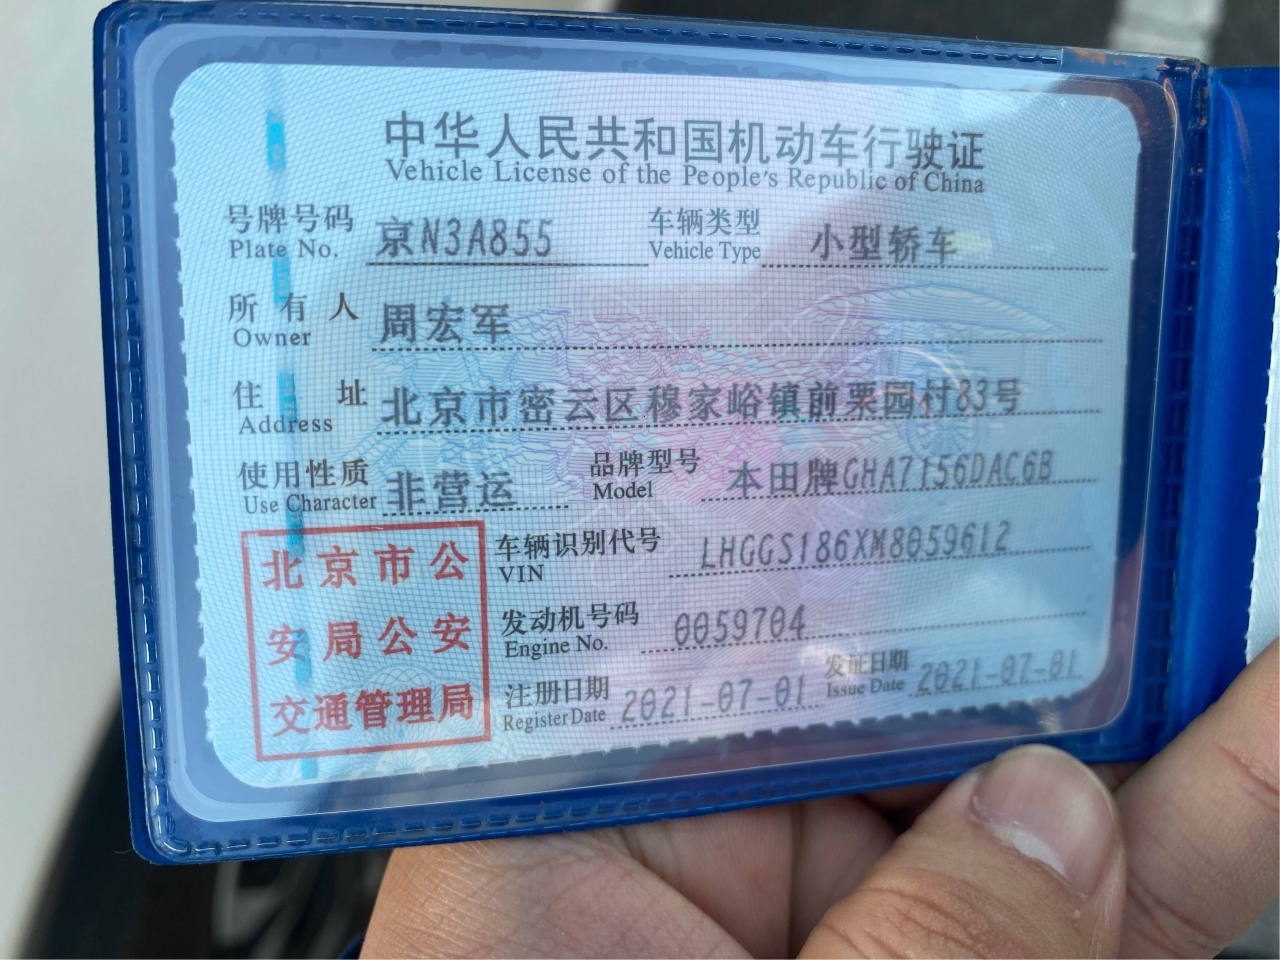 中华人民共和国机动车行驶证
Vehicle License of the People's Republic of China
号牌号码 京N3A855 车辆类型 小型轿车
Plate No. Vehicle Type
所有人 周宏军
Owner
住址 北京市密云区穆家峪镇前栗园村83号
Address
使用性质 非营运 品牌型号 本田牌GHA7156DAC6B
Use Character Model
北京市公
安局公安
交通管理局
车辆识别代号 LHGGS186XM8059612
VIN
发动机号码 0059704
Engine No.
注册日期 2021-07-01 发证日期 2021-07-01
Register Date Issue Date